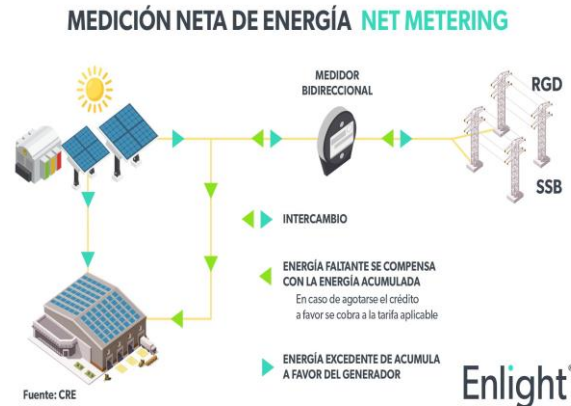 MEDICIÓN NETA DE ENERGÍA NET METERING
MEDIDOR
BIDIRECCIONAL
RGD
SSB
INTERCAMBIO
ENERGÍA FALTANTE SE COMPENSA
CON LA ENERGÍA ACUMULADA
En caso de agotarse el crédito
a favor se cobra a la tarifa aplicable
ENERGÍA EXCEDENTE DE ACUMULA
A FAVOR DEL GENERADOR
Fuente: CRE
Enlight